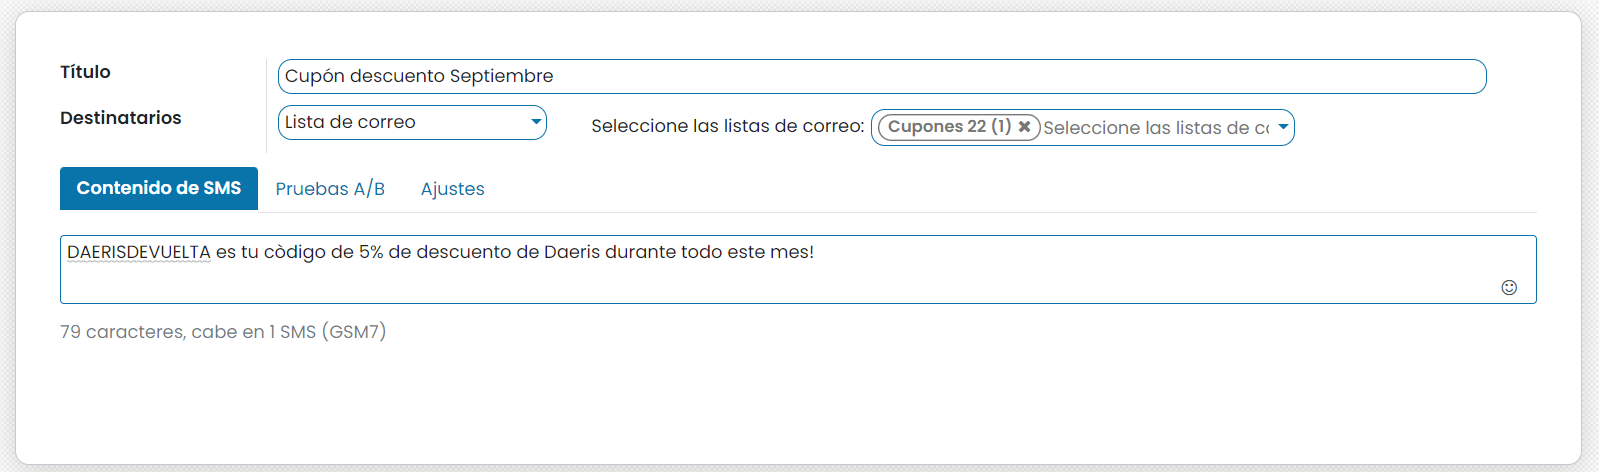 Título
Cupón descuento Septiembre
Destinatarios
Lista de correo
Seleccione las listas de correo:
Cupones 22 (1) ✖ Seleccione las listas de co
Contenido de SMS Pruebas A/B Ajustes
DAERISDEVUELTA es tu còdigo de 5% de descuento de Daeris durante todo este mes!
79 caracteres, cabe en 1 SMS (GSM7)